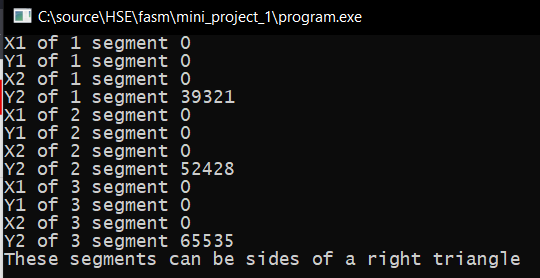 C:\source\HSE\fasm\mini_project_1\program.exe
X1 of 1 segment 0
Y1 of 1 segment 0
X2 of 1 segment 0
Y2 of 1 segment 39321
X1 of 2 segment 0
Y1 of 2 segment 0
X2 of 2 segment 0
Y2 of 2 segment 52428
X1 of 3 segment 0
Y1 of 3 segment 0
X2 of 3 segment 0
Y2 of 3 segment 65535
These segments can be sides of a right triangle